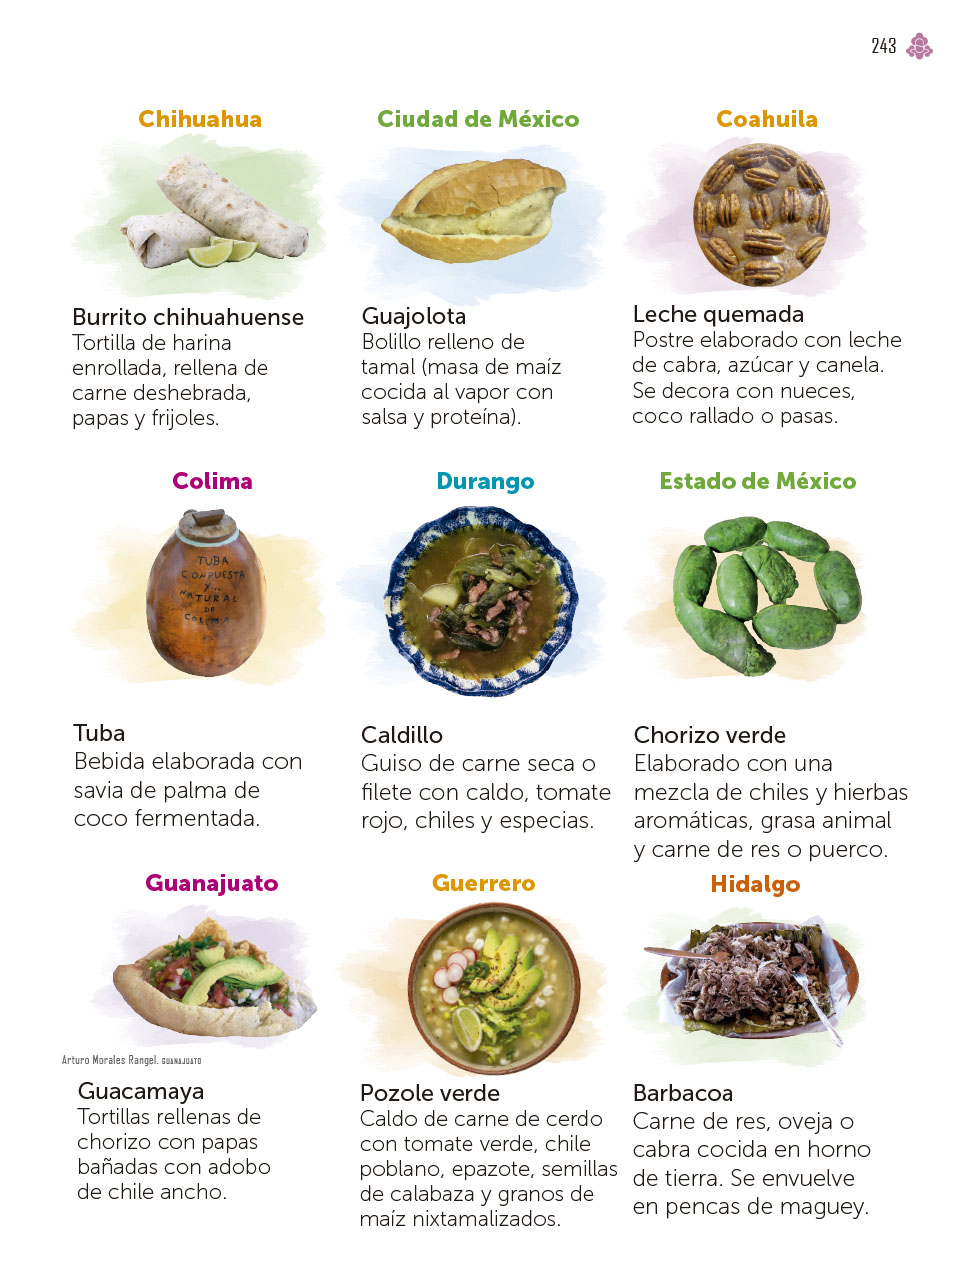 243
Chihuahua
Burrito chihuahuense
Tortilla de harina
enrollada, rellena de
carne deshebrada,
papas y frijoles.
Ciudad de México
Guajolota
Bolillo relleno de
tamal (masa de maíz
cocida al vapor con
salsa y proteína).
Coahuila
Leche quemada
Postre elaborado con leche
de cabra, azúcar y canela.
Se decora con nueces,
coco rallado o pasas.
Colima
TUBA
COMPUESTA
Y..
NATURAL
DE
COLIMA
Tuba
Bebida elaborada con
savia de palma de
coco fermentada.
Durango
Caldillo
Guiso de carne seca o
filete con caldo, tomate
rojo, chiles y especias.
Estado de México
Chorizo verde
Elaborado con una
mezcla de chiles y hierbas
aromáticas, grasa animal
y carne de res o puerco.
Guanajuato
Arturo Morales Rangel. GUANAJUATO
Guacamaya
Tortillas rellenas de
chorizo con papas
bañadas con adobo
de chile ancho.
Guerrero
Pozole verde
Caldo de carne de cerdo
con tomate verde, chile
poblano, epazote, semillas
de calabaza y granos de
maíz nixtamalizados.
Hidalgo
Barbacoa
Carne de res, oveja o
cabra cocida en horno
de tierra. Se envuelve
en pencas de maguey.